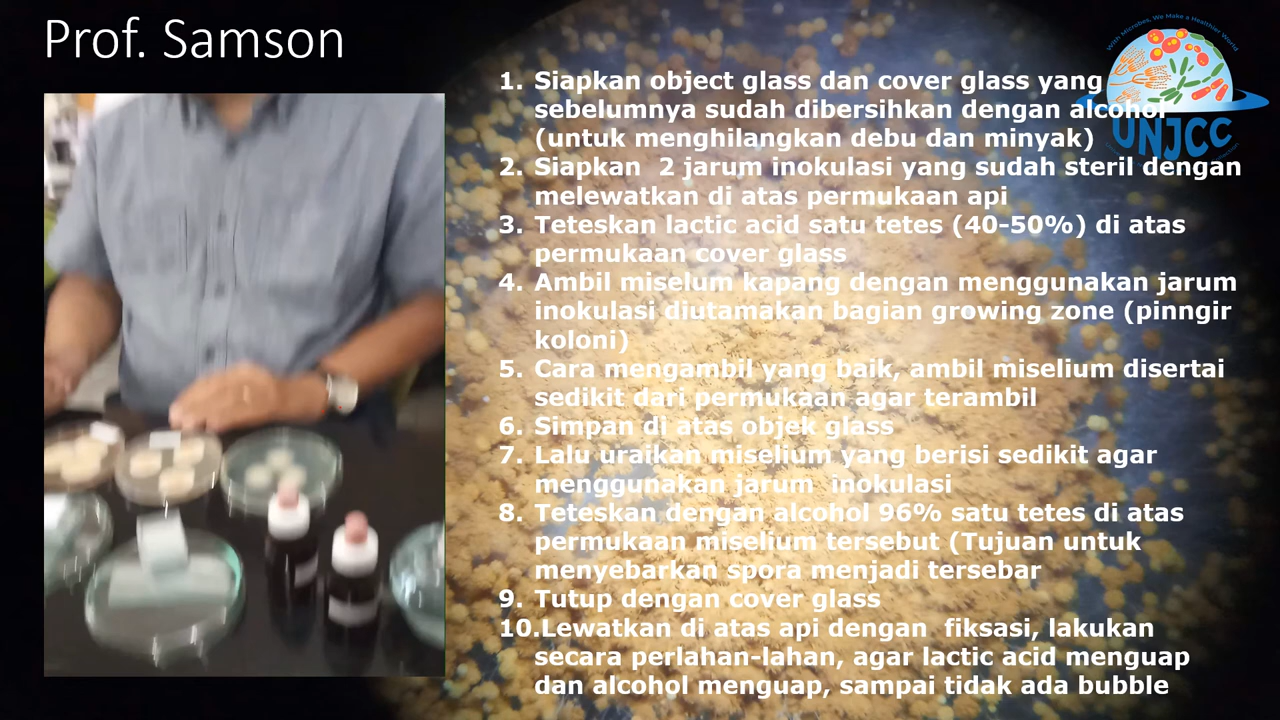 Prof. Samson
With Microbes, We Make a Healthier World
UNJCC
1. Siapkan object glass dan cover glass yang
sebelumnya sudah dibersihkan dengan alcohol
(untuk menghilangkan debu dan minyak)
2. Siapkan  2 jarum inokulasi yang sudah steril dengan
melewatkan di atas permukaan api
3. Teteskan lactic acid satu tetes (40-50%) di atas
permukaan cover glass
4. Ambil miselum kapang dengan menggunakan jarum
inokulasi diutamakan bagian growing zone (pinngir
koloni)
5. Cara mengambil yang baik, ambil miselium disertai
sedikit dari permukaan agar terambil
6. Simpan di atas objek glass
7. Lalu uraikan miselium yang berisi sedikit agar
menggunakan jarum  inokulasi
8. Teteskan dengan alcohol 96% satu tetes di atas
permukaan miselium tersebut (Tujuan untuk
menyebarkan spora menjadi tersebar
9. Tutup dengan cover glass
10.Lewatkan di atas api dengan  fiksasi, lakukan
secara perlahan-lahan, agar lactic acid menguap
dan alcohol menguap, sampai tidak ada bubble